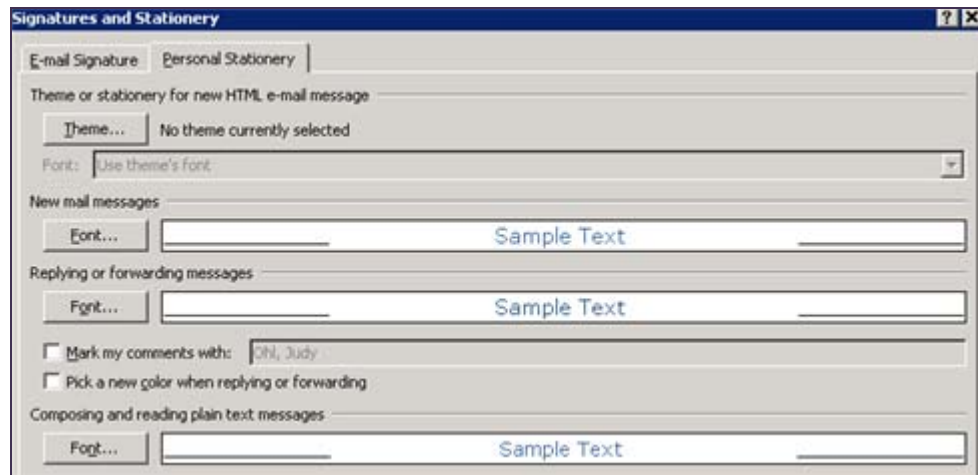 Signatures and Stationery
E-mail Signature Personal Stationery
Theme or stationery for new HTML e-mail message
Theme... No theme currently selected
Font: Use theme's font
New mail messages
Font... Sample Text
Replying or forwarding messages
Font... Sample Text
Mark my comments with: Ohl, Judy
Pick a new color when replying or forwarding
Composing and reading plain text messages
Font... Sample Text